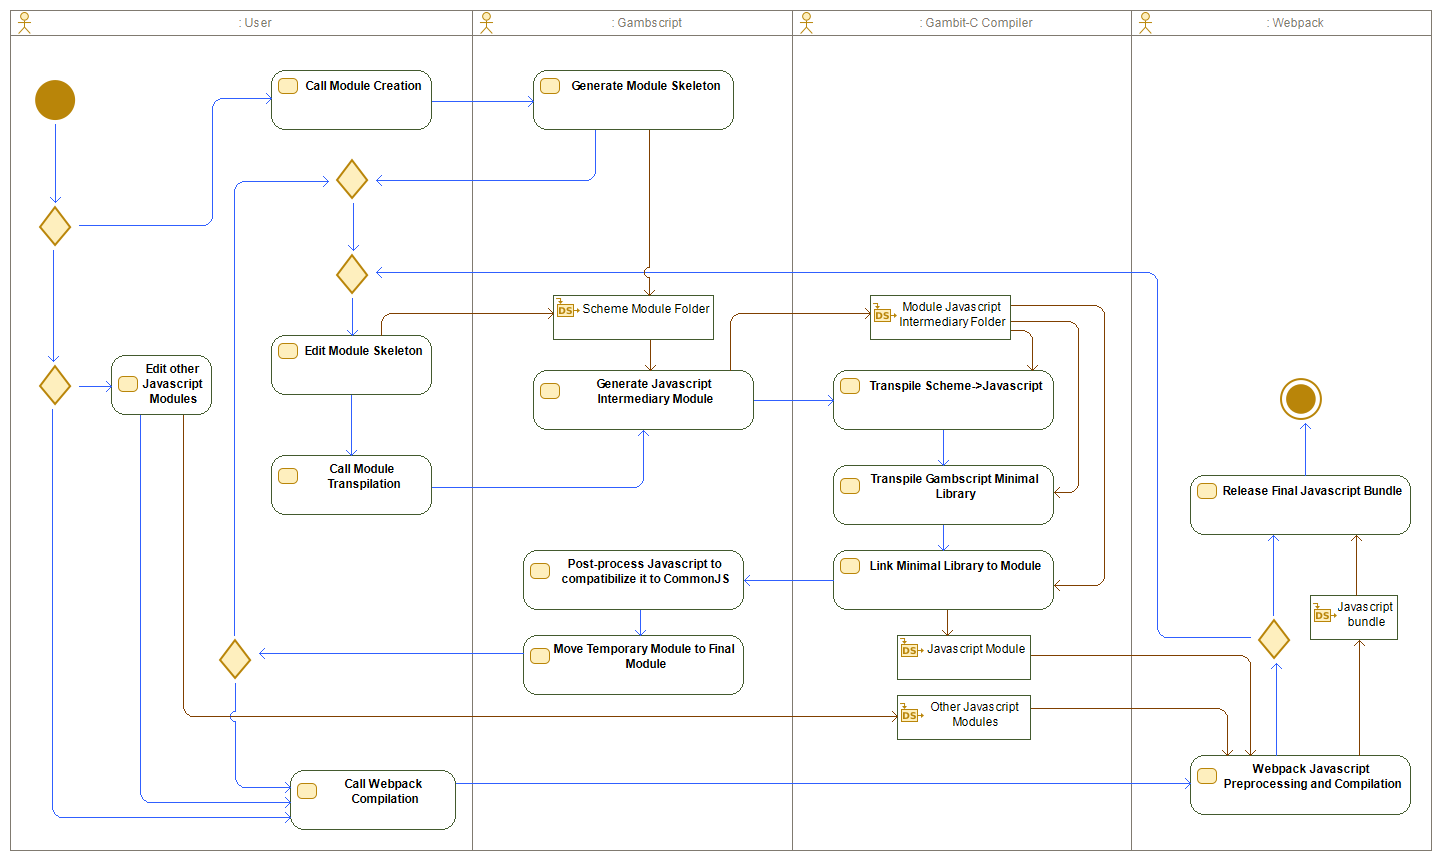 : User
: Gambscript
: Gambit-C Compiler
: Webpack
Call Module Creation
Generate Module Skeleton
DS
Scheme Module Folder
DS
Module Javascript
Intermediary Folder
Edit Module Skeleton
Edit other
Javascript
Modules
Generate Javascript
Intermediary Module
Transpile Scheme->Javascript
Call Module
Transpilation
Transpile Gambscript Minimal
Library
Release Final Javascript Bundle
Post-process Javascript to
compatibilize it to CommonJS
Link Minimal Library to Module
DS
Javascript
bundle
Move Temporary Module to Final
Module
DS
Javascript Module
DS
Other Javascript
Modules
Call Webpack
Compilation
Webpack Javascript
Preprocessing and Compilation